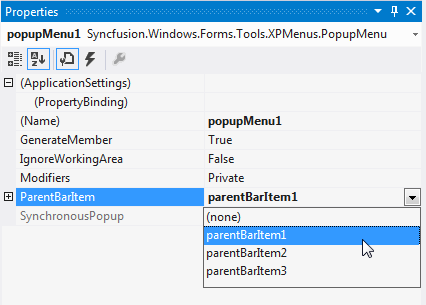 Properties
popupMenu1 Syncfusion.Windows.Forms.Tools.XPMenus.PopupMenu
(ApplicationSettings)
(PropertyBinding)
(Name) popupMenu1
GenerateMember True
IgnoreWorkingArea False
Modifiers Private
ParentBarItem parentBarItem1
SynchronousPopup (none)
parentBarItem1
parentBarItem2
parentBarItem3